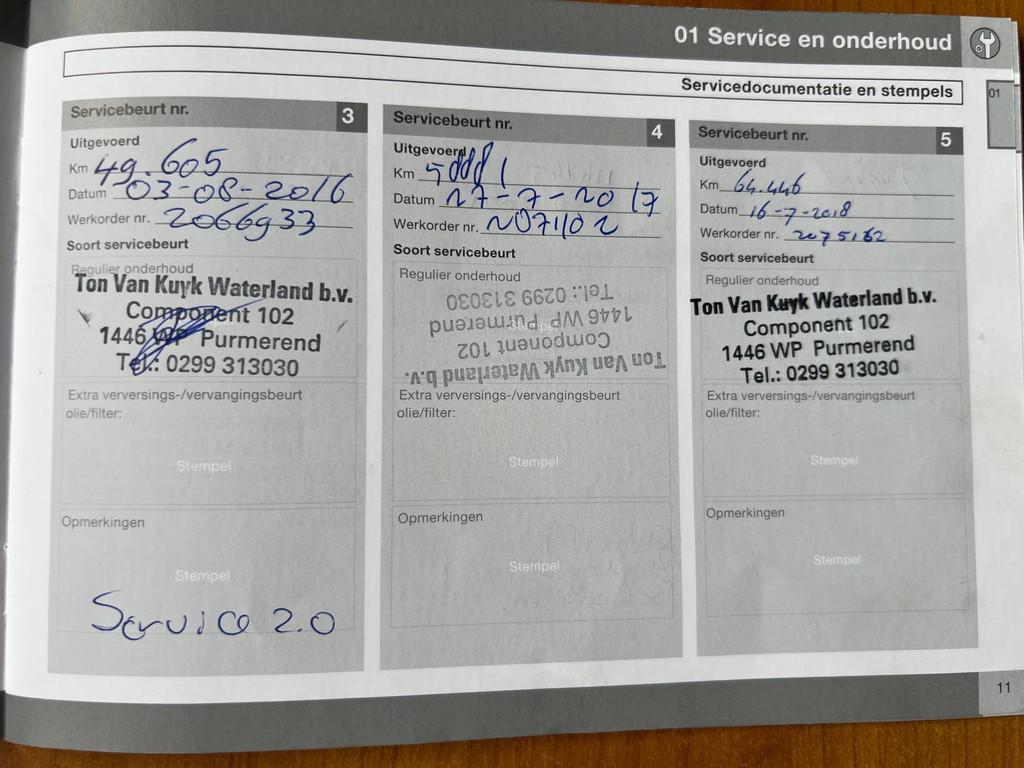 01 Service en onderhoud
Servicedocumentatie en stempels
01
Servicebeurt nr. 3
Uitgevoerd
Km 49.605
Datum 03-08-2016
Werkorder nr. 2066933
Soort servicebeurt
Regulier onderhoud
Ton Van Kuyk Waterland b.v.
Component 102
1446 WP Purmerend
Tel.: 0299 313030
Extra verversings-/vervangingsbeurt
olie/filter:
Stempel
Opmerkingen
Stempel
Service 2.0
Servicebeurt nr. 4
Uitgevoerd
Km
Datum 27-7-2017
Werkorder nr. 2071102
Soort servicebeurt
Regulier onderhoud
Stempel
Ton Van Kuyk Waterland b.v.
Component 102
1446 WP Purmerend
Tel.: 0299 313030
Extra verversings-/vervangingsbeurt
olie/filter:
Stempel
Opmerkingen
Stempel
Servicebeurt nr. 5
Uitgevoerd
Km 64.446
Datum 16-7-2018
Werkorder nr. 2075162
Soort servicebeurt
Regulier onderhoud
Ton Van Kuyk Waterland b.v.
Component 102
1446 WP Purmerend
Tel.: 0299 313030
Extra verversings-/vervangingsbeurt
olie/filter:
Stempel
Opmerkingen
Stempel
11